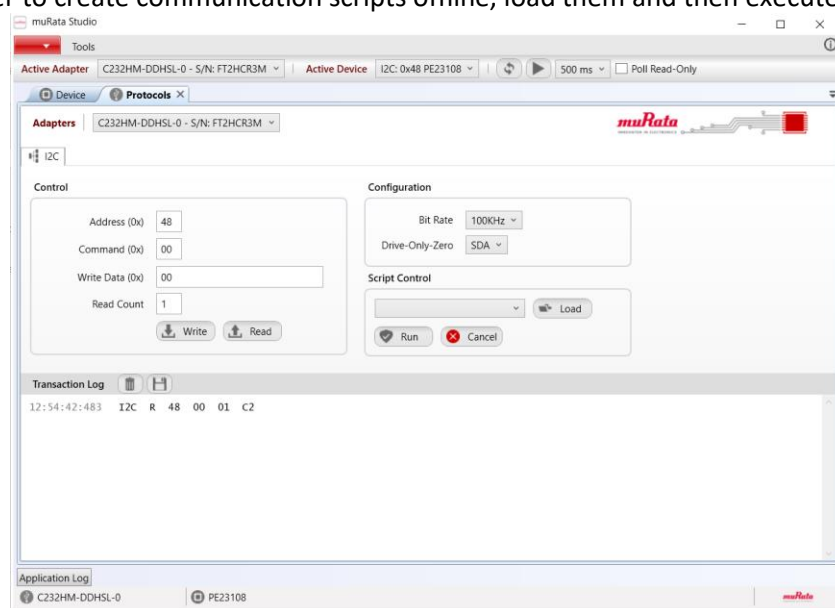 er to create communication scripts offline, load them and then execute
muRata Studio
Tools
Active Adapter C232HM-DDHSL-0 - S/N: FT2HCR3M Active Device I2C: 0x48 PE23108 500 ms Poll Read-Only
Device Protocols
Adapters C232HM-DDHSL-0 - S/N: FT2HCR3M muRata
INNOVATOR IN ELECTRONICS
I2C
Control
Address (0x) 48
Command (0x) 00
Write Data (0x) 00
Read Count 1
Write Read
Configuration
Bit Rate 100KHz
Drive-Only-Zero SDA
Script Control
Load
Run Cancel
Transaction Log
12:54:42:483 I2C R 48 00 01 C2
Application Log
C232HM-DDHSL-0 PE23108 muRata